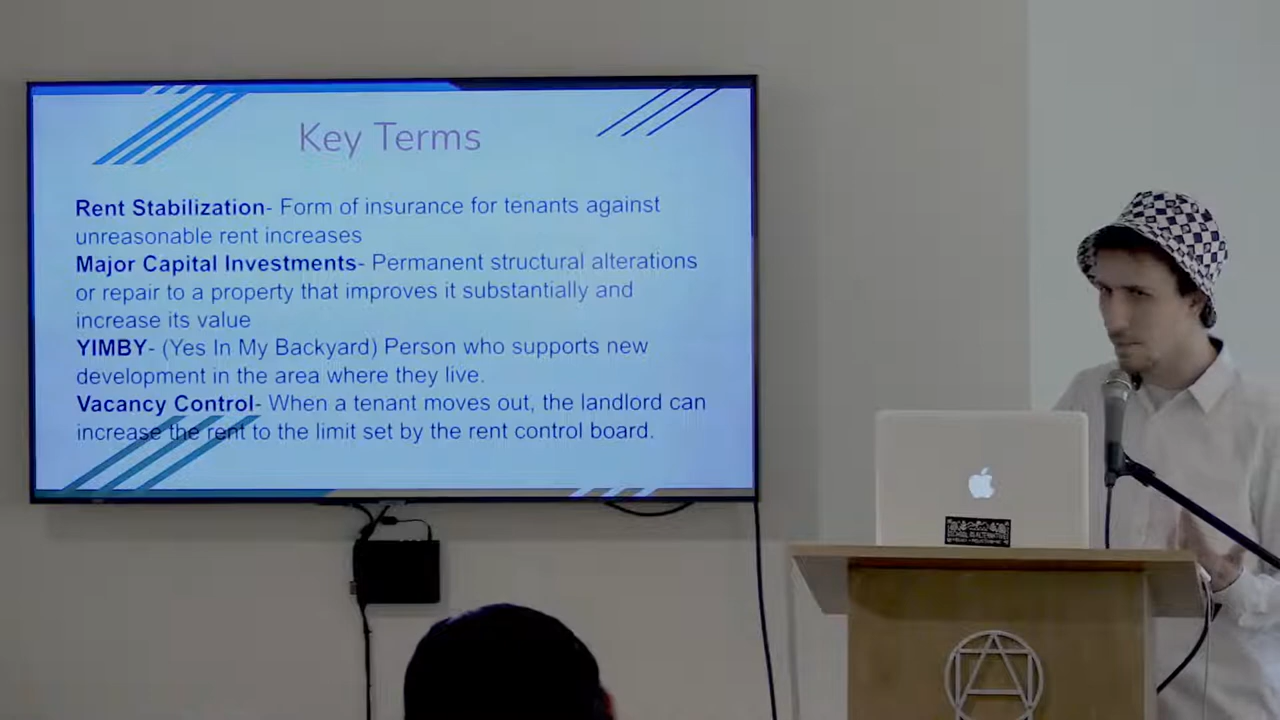 Key Terms
Rent Stabilization- Form of insurance for tenants against
unreasonable rent increases
Major Capital Investments- Permanent structural alterations
or repair to a property that improves it substantially and
increase its value
YIMBY- (Yes In My Backyard) Person who supports new
development in the area where they live.
Vacancy Control- When a tenant moves out, the landlord can
increase the rent to the limit set by the rent control board.